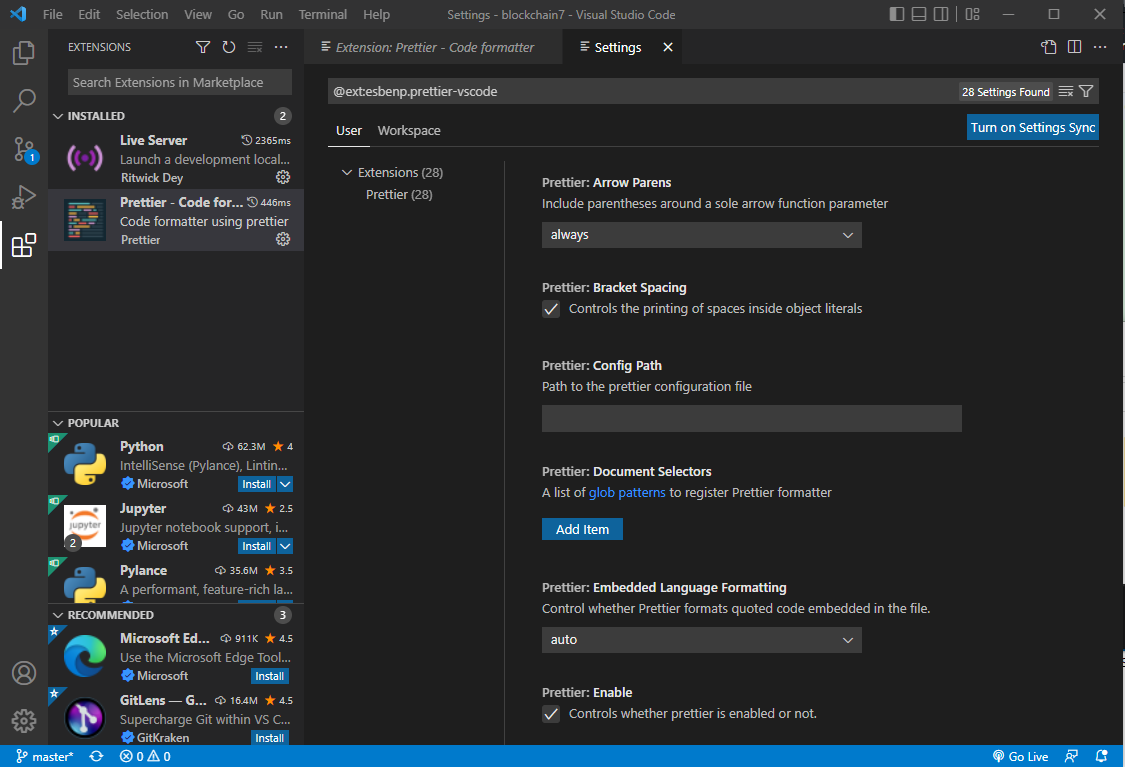 File Edit Selection View Go Run Terminal Help Settings - blockchain7 - Visual Studio Code
EXTENSIONS
Search Extensions in Marketplace
INSTALLED 2
Live Server 2365ms
Launch a development local...
Ritwick Dey
Prettier - Code for... 446ms
Code formatter using prettier
Prettier
POPULAR
Python 62.3M 4
IntelliSense (Pylance), Lintin...
Microsoft Install
Jupyter 43M 2.5
Jupyter notebook support, i...
Microsoft Install
jupyter
2
Pylance 35.6M 3.5
A performant, feature-rich la...
RECOMMENDED 3
Microsoft Ed... 911K 4.5
Use the Microsoft Edge Tool...
Microsoft Install
GitLens — G... 16.4M 4.5
Supercharge Git within VS C...
GitKraken Install
1
Extension: Prettier - Code formatter
Settings
@ext:esbenp.prettier-vscode 28 Settings Found
User Workspace Turn on Settings Sync
Extensions (28)
Prettier (28)
Prettier: Arrow Parens
Include parentheses around a sole arrow function parameter
always
Prettier: Bracket Spacing
Controls the printing of spaces inside object literals
Prettier: Config Path
Path to the prettier configuration file
Prettier: Document Selectors
A list of glob patterns to register Prettier formatter
Add Item
Prettier: Embedded Language Formatting
Control whether Prettier formats quoted code embedded in the file.
auto
Prettier: Enable
Controls whether prettier is enabled or not.
master* 0 0 Go Live